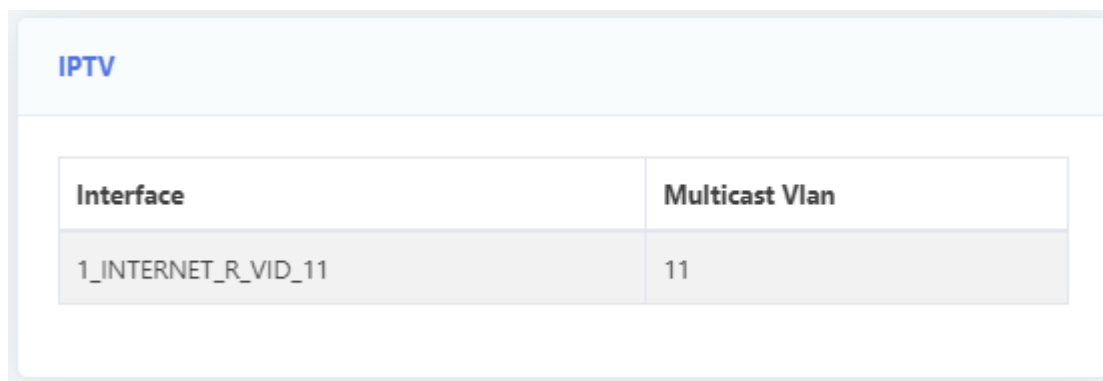 IPTV
Interface Multicast Vlan
1_INTERNET_R_VID_11 11